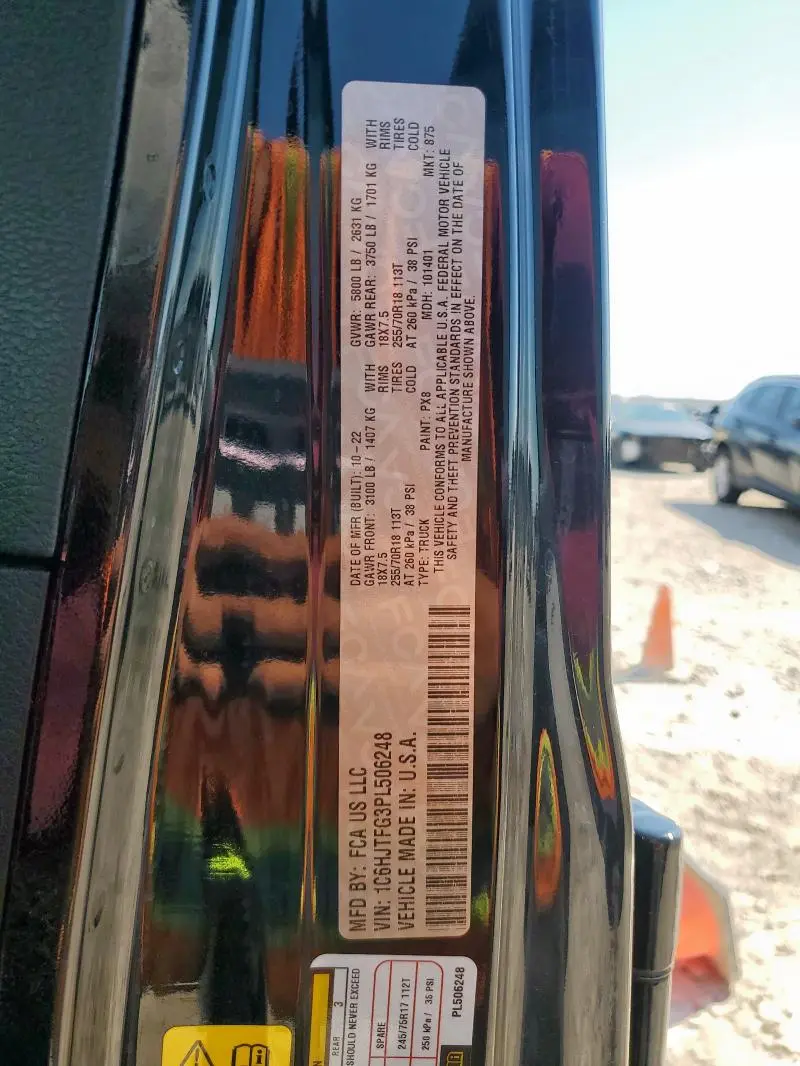 MFD BY: FCA US LLC
VIN: 1C6HJTFG3PL506248
VEHICLE MADE IN: U.S.A.
DATE OF MFR (BUILT): 10-22 GVWR: 5800 LB / 2631 KG
GAWR FRONT: 3100 LB / 1407 KG WITH GAWR REAR: 3750 LB / 1701 KG WITH
18X7.5 RIMS 18X7.5 RIMS
255/70R18 113T TIRES 255/70R18 113T TIRES
AT 260 kPa / 38 PSI COLD AT 260 kPa / 38 PSI COLD
TYPE: TRUCK PAINT: PX8 MDH: 101401 MKT: 875
THIS VEHICLE CONFORMS TO ALL APPLICABLE U.S.A. FEDERAL MOTOR VEHICLE
SAFETY AND THEFT PREVENTION STANDARDS IN EFFECT ON THE DATE OF
MANUFACTURE SHOWN ABOVE.
REAR 3
SHOULD NEVER EXCEED
SPARE
245/75R17 112T
250 kPa / 36 PSI
PL506248